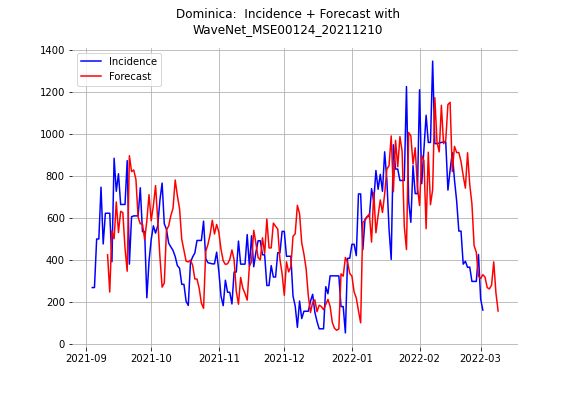 Dominica:  Incidence + Forecast with
WaveNet_MSE00124_20211210
1400
1200
1000
800
600
400
200
0
Incidence
Forecast
2021-09 2021-10 2021-11 2021-12 2022-01 2022-02 2022-03